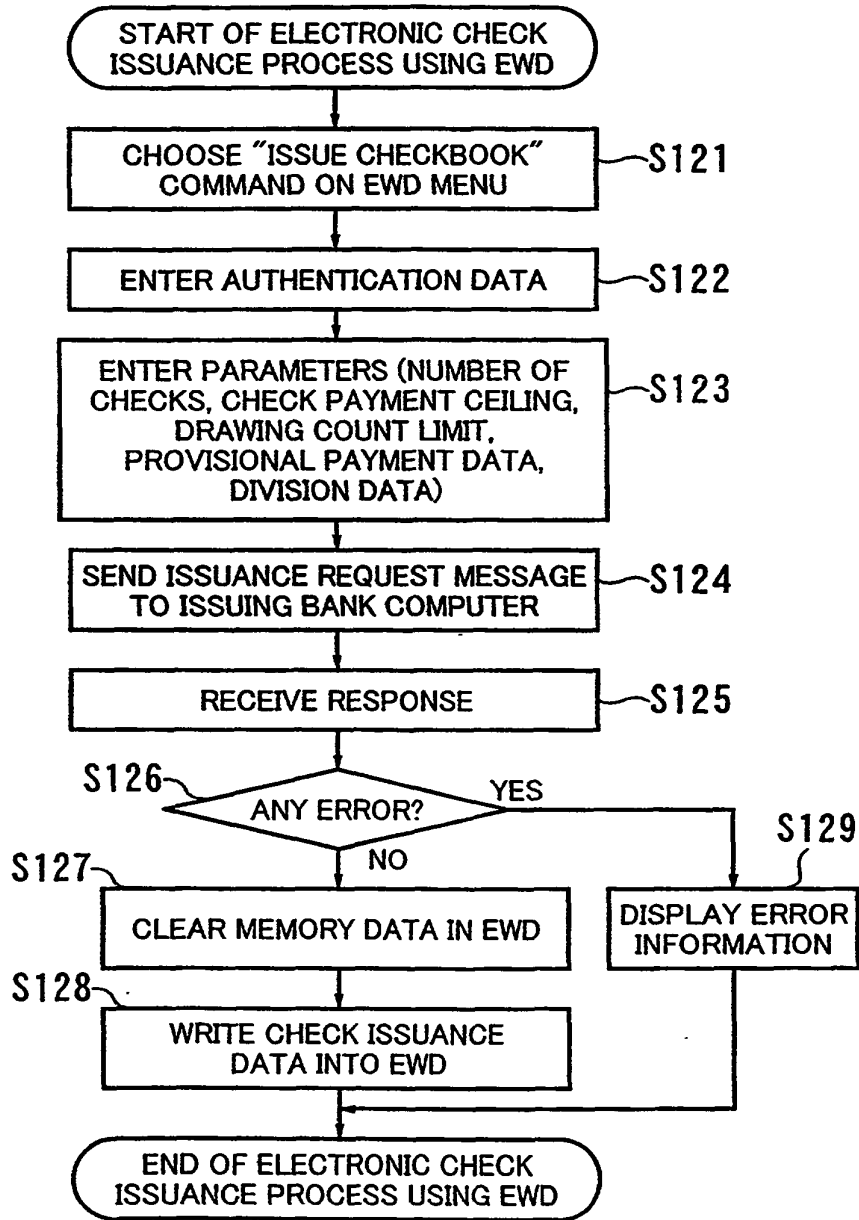 START OF ELECTRONIC CHECK
ISSUANCE PROCESS USING EWD
CHOOSE "ISSUE CHECKBOOK"
COMMAND ON EWD MENU
S121
ENTER AUTHENTICATION DATA
S122
ENTER PARAMETERS (NUMBER OF
CHECKS, CHECK PAYMENT CEILING,
DRAWING COUNT LIMIT,
PROVISIONAL PAYMENT DATA,
DIVISION DATA)
S123
SEND ISSUANCE REQUEST MESSAGE
TO ISSUING BANK COMPUTER
S124
RECEIVE RESPONSE
S125
S126
ANY ERROR?
YES
NO
S127
CLEAR MEMORY DATA IN EWD
S129
DISPLAY ERROR
INFORMATION
S128
WRITE CHECK ISSUANCE
DATA INTO EWD
END OF ELECTRONIC CHECK
ISSUANCE PROCESS USING EWD